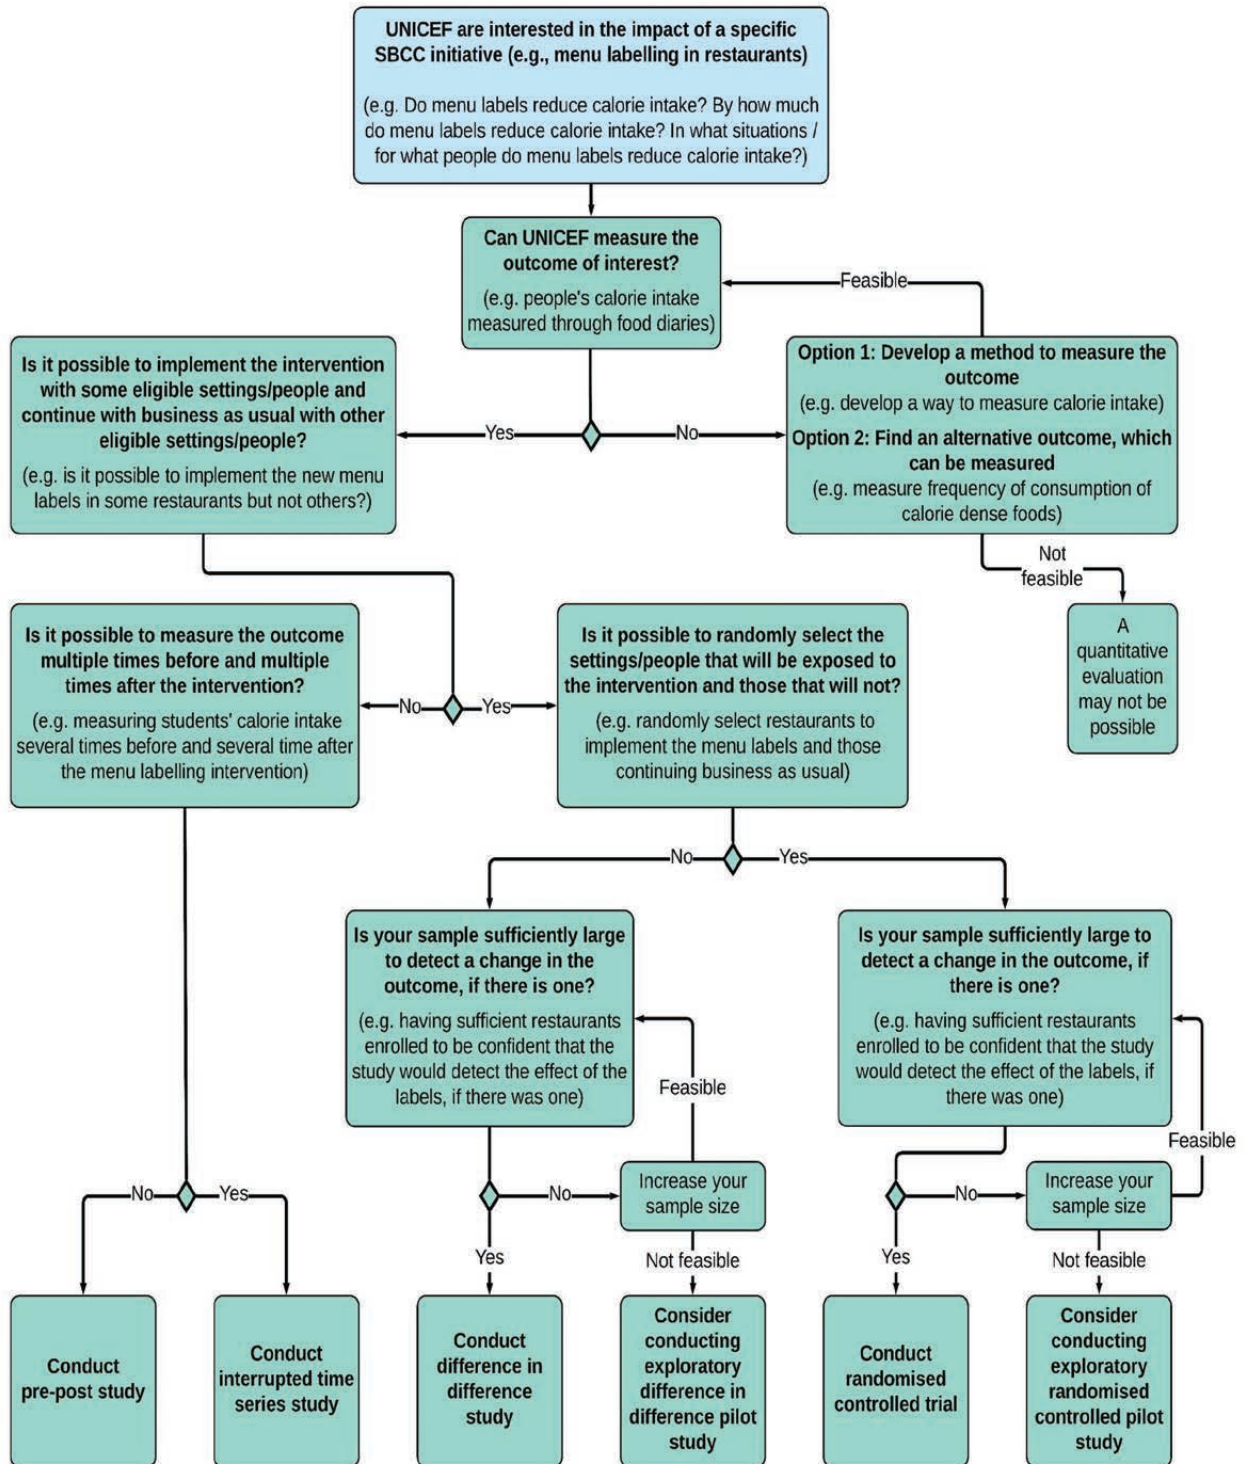 UNICEF are interested in the impact of a specific
SBCC initiative (e.g., menu labelling in restaurants)
(e.g. Do menu labels reduce calorie intake? By how much
do menu labels reduce calorie intake? In what situations /
for what people do menu labels reduce calorie intake?)
Can UNICEF measure the
outcome of interest?
(e.g. people's calorie intake
measured through food diaries)
Feasible
Is it possible to implement the intervention
with some eligible settings/people and
continue with business as usual with other
eligible settings/people?
(e.g. is it possible to implement the new menu
labels in some restaurants but not others?)
Yes
No
Option 1: Develop a method to measure the
outcome
(e.g. develop a way to measure calorie intake)
Option 2: Find an alternative outcome, which
can be measured
(e.g. measure frequency of consumption of
calorie dense foods)
Not
feasible
A
quantitative
evaluation
may not be
possible
Is it possible to measure the outcome
multiple times before and multiple
times after the intervention?
(e.g. measuring students' calorie intake
several times before and several time after
the menu labelling intervention)
No
Yes
Is it possible to randomly select the
settings/people that will be exposed to
the intervention and those that will not?
(e.g. randomly select restaurants to
implement the menu labels and those
continuing business as usual)
No
Yes
Is your sample sufficiently large
to detect a change in the
outcome, if there is one?
(e.g. having sufficient restaurants
enrolled to be confident that the
study would detect the effect of the
labels, if there was one)
Feasible
Is your sample sufficiently large to
detect a change in the outcome, if
there is one?
(e.g. having sufficient restaurants
enrolled to be confident that the study
would detect the effect of the labels, if
there was one)
Feasible
No
Yes
No
Increase your
sample size
No
Increase your
sample size
Yes
Not feasible
Yes
Not feasible
Conduct
pre-post study
Conduct
interrupted time
series study
Conduct
difference in
difference
study
Consider
conducting
exploratory
difference in
difference pilot
study
Conduct
randomised
controlled trial
Consider
conducting
exploratory
randomised
controlled pilot
study